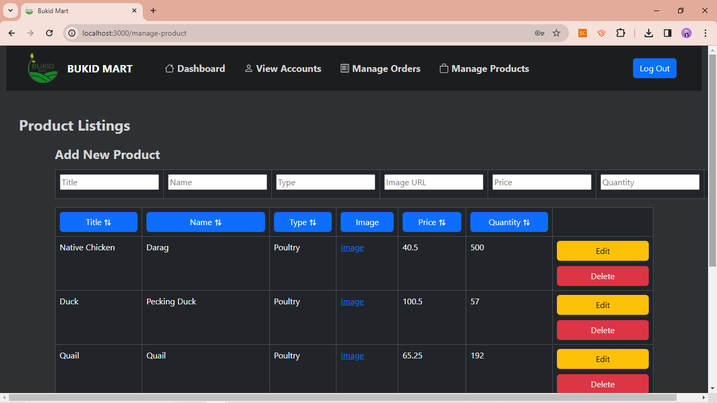 Bukid Mart
localhost:3000/manage-product
BUKID
BUKID MART
Dashboard
View Accounts
Manage Orders
Manage Products
Log Out
Product Listings
Add New Product
Title Name Type Image URL Price Quantity
Title Name Type Image Price Quantity
Native Chicken Darag Poultry Image 40.5 500 Edit
Delete
Duck Pecking Duck Poultry Image 100.5 57 Edit
Delete
Quail Quail Poultry Image 65.25 192 Edit
Delete